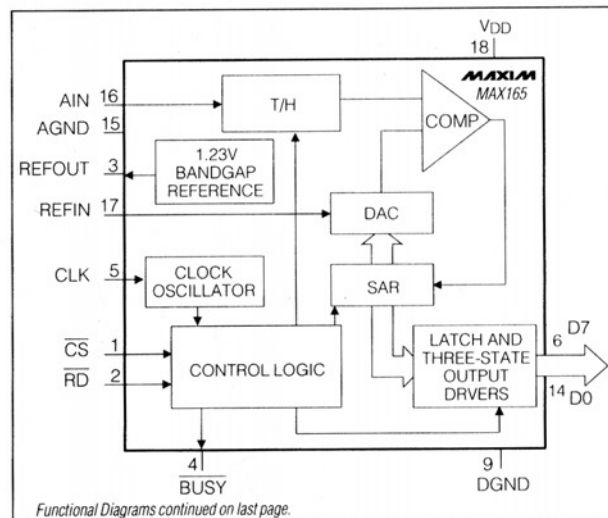 VDD
18
MAXIM
MAX165
AIN 16
T/H
COMP
AGND 15
REFOUT 3
1.23V
BANDGAP
REFERENCE
REFIN 17
DAC
CLK 5
CLOCK
OSCILLATOR
SAR
CS 1
RD 2
CONTROL LOGIC
LATCH AND
THREE-STATE
OUTPUT
DRVERS
6 D7
14 D0
4
BUSY
9
DGND
Functional Diagrams continued on last page.